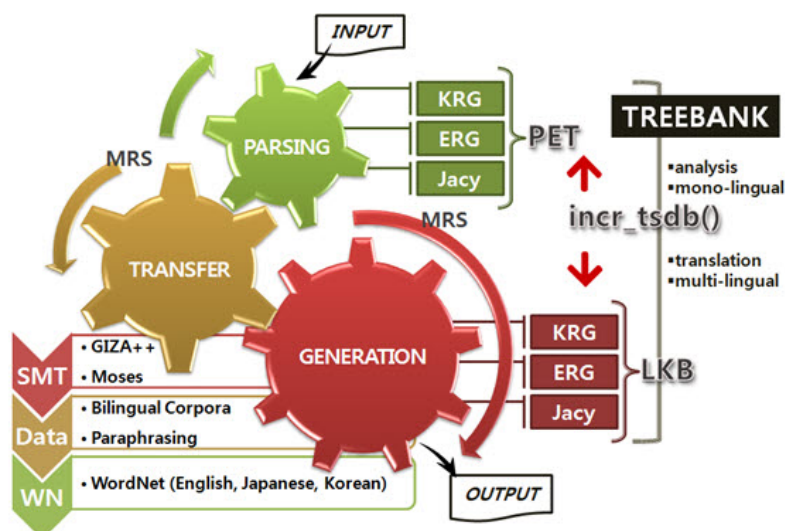 INPUT
KRG
PARSING
ERG
PET
Jacy
TREEBANK
▪analysis
▪mono-lingual
MRS
MRS
incr_tsdb()
TRANSFER
▪translation
▪multi-lingual
GENERATION
KRG
ERG
LKB
Jacy
SMT
• GIZA++
• Moses
Data
• Bilingual Corpora
• Paraphrasing
WN
• WordNet (English, Japanese, Korean)
OUTPUT